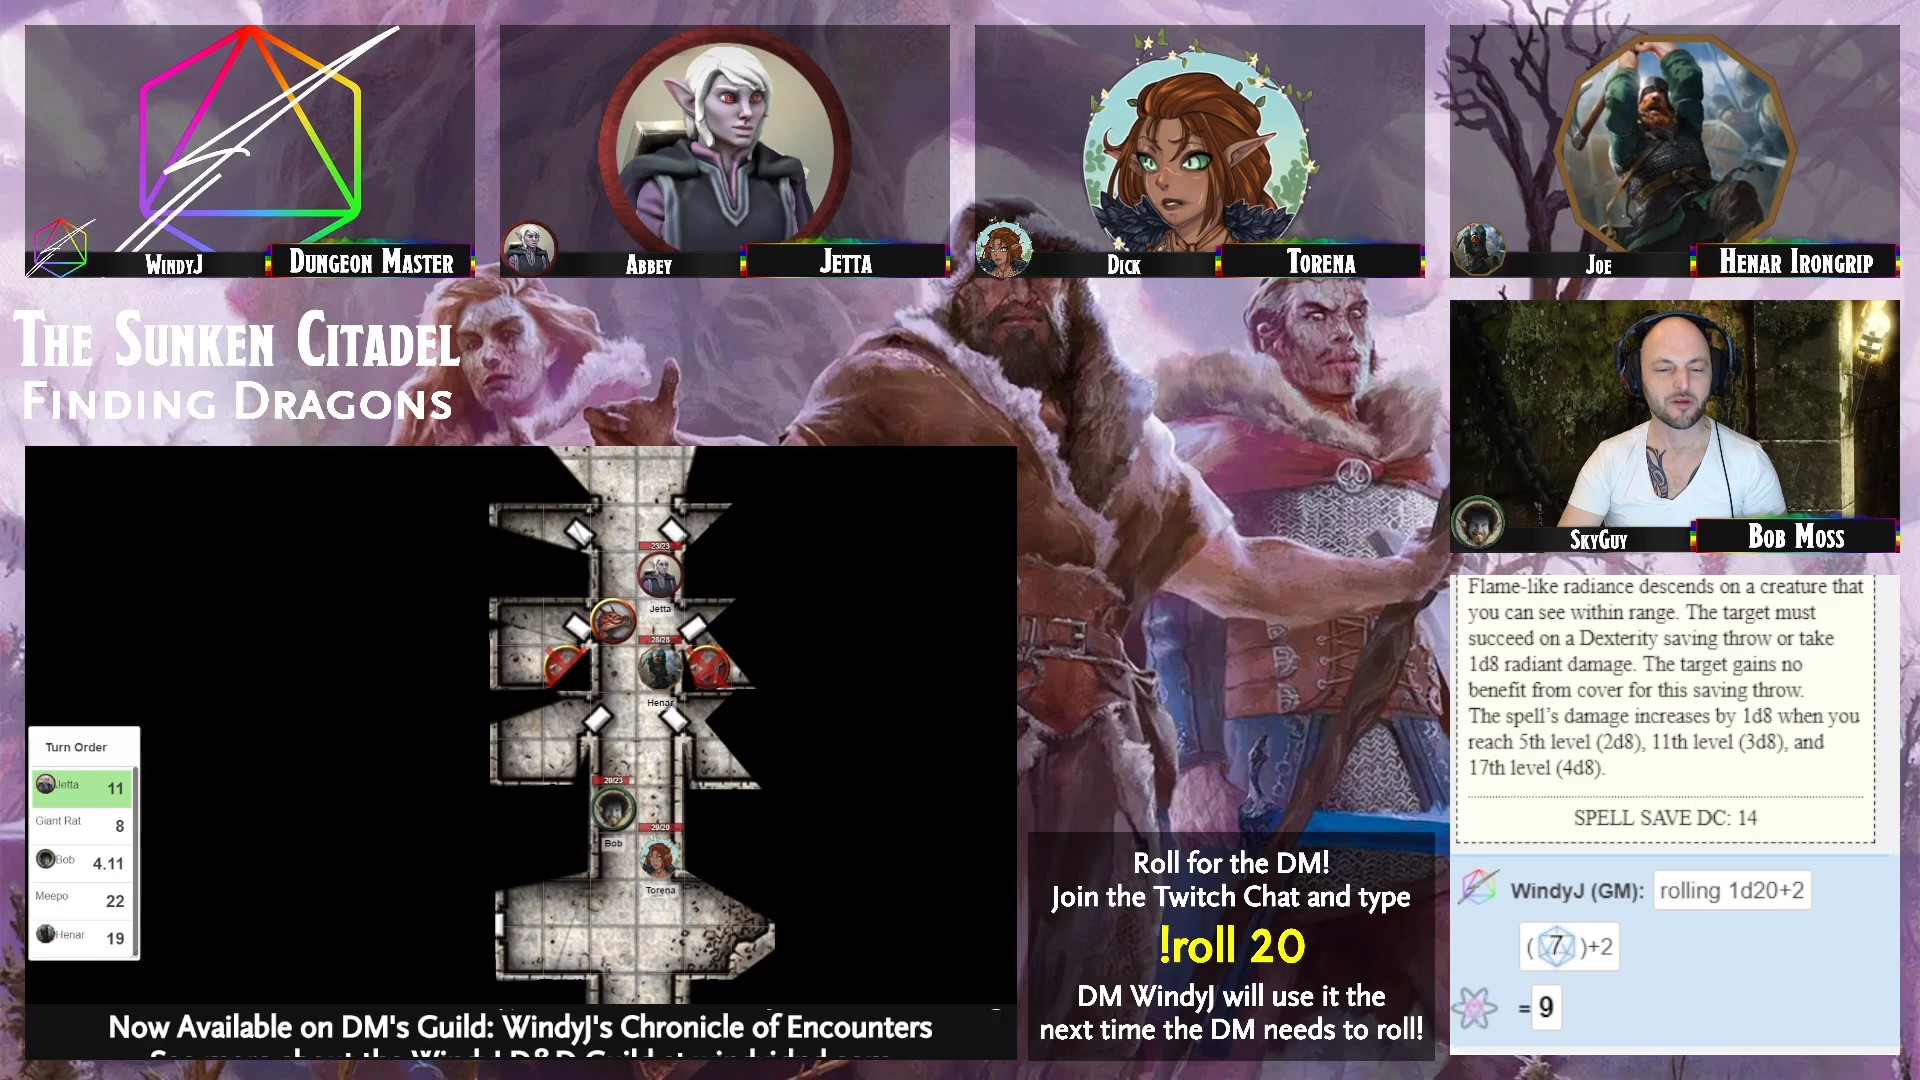 WindyJ
Dungeon Master
Abbey
Jetta
Dick
Torena
Joe
Henar Irongrip
The Sunken Citadel
Finding Dragons
SkyGuy
Bob Moss
23/23
Jetta
28/28
Henar
20/23
Bob
20/20
Torena
Turn Order
Jetta 11
Giant Rat 8
Bob 4.11
Meepo 22
Henar 19
Now Available on DM's Guild: WindyJ's Chronicle of Encounters
Roll for the DM!
Join the Twitch Chat and type
!roll 20
DM WindyJ will use it the
next time the DM needs to roll!
Flame-like radiance descends on a creature that
you can see within range. The target must
succeed on a Dexterity saving throw or take
1d8 radiant damage. The target gains no
benefit from cover for this saving throw.
The spell's damage increases by 1d8 when you
reach 5th level (2d8), 11th level (3d8), and
17th level (4d8).
SPELL SAVE DC: 14
WindyJ (GM): rolling 1d20+2
(7)+2
=9